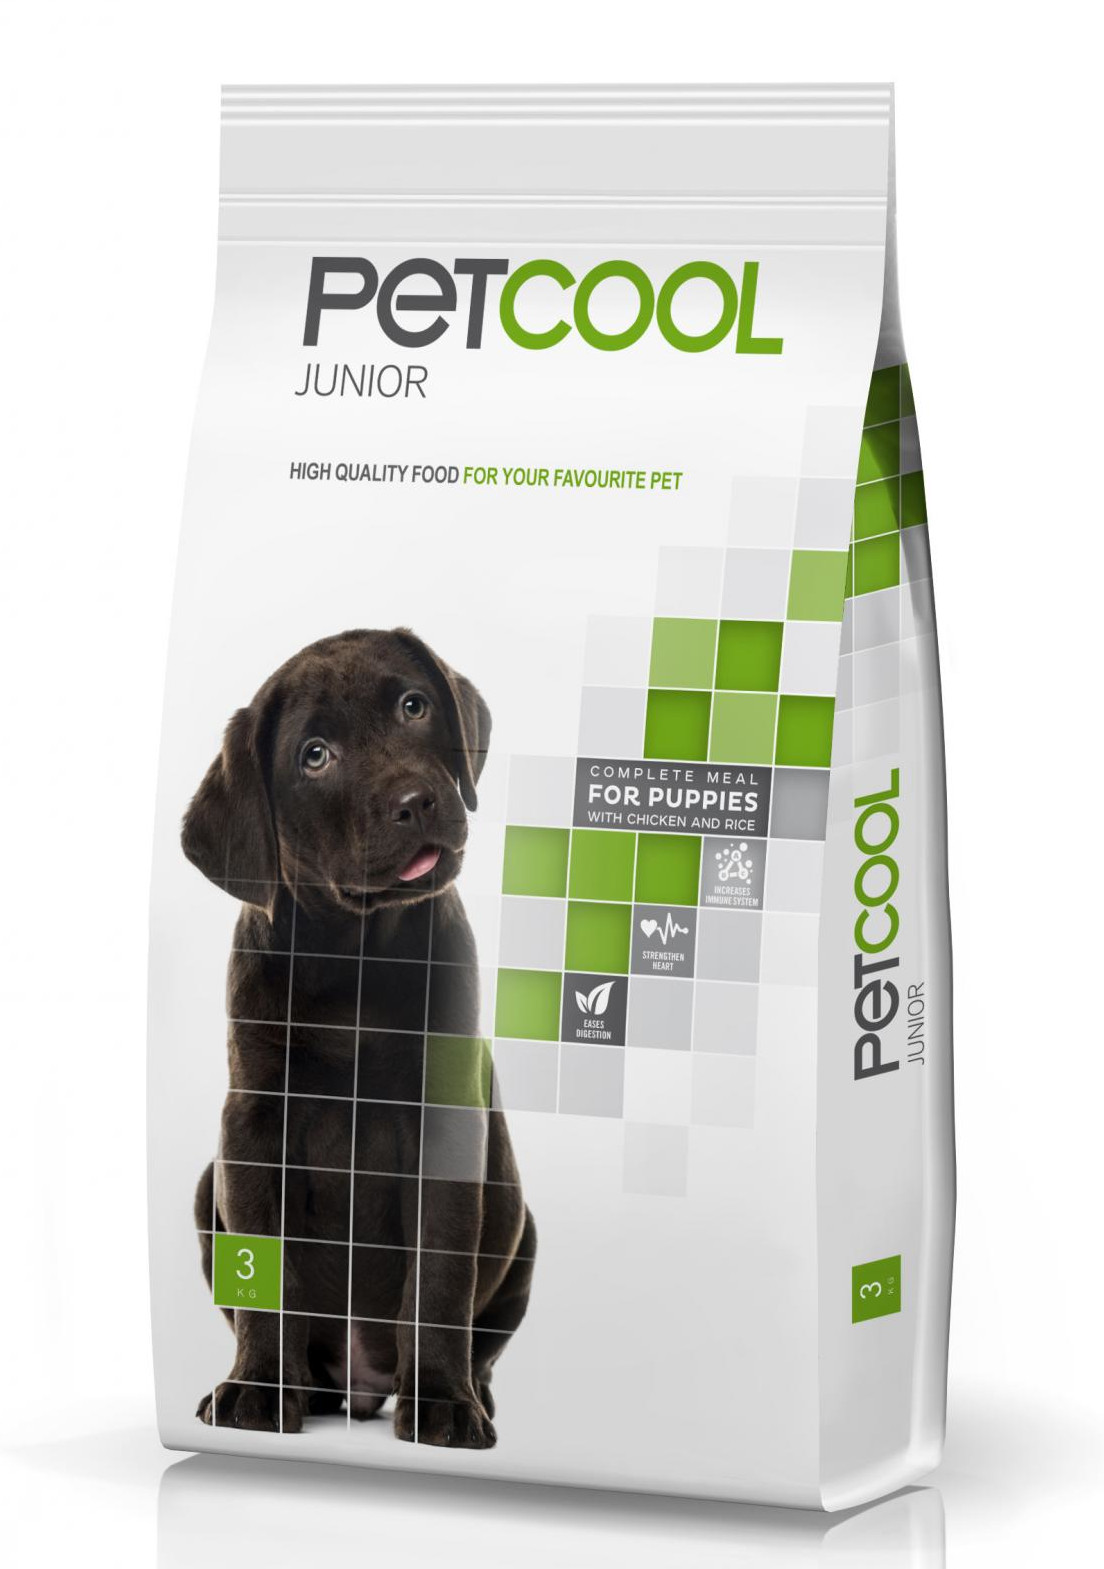 PeTCOOL
JUNIOR
HIGH QUALITY FOOD FOR YOUR FAVOURITE PET
COMPLETE MEAL
FOR PUPPIES
WITH CHICKEN AND RICE
INCREASES
IMMUNE SYSTEM
STRENGTHEN
HEART
EASES
DIGESTION
3
KG
PeTCOOL
JUNIOR
3
KG